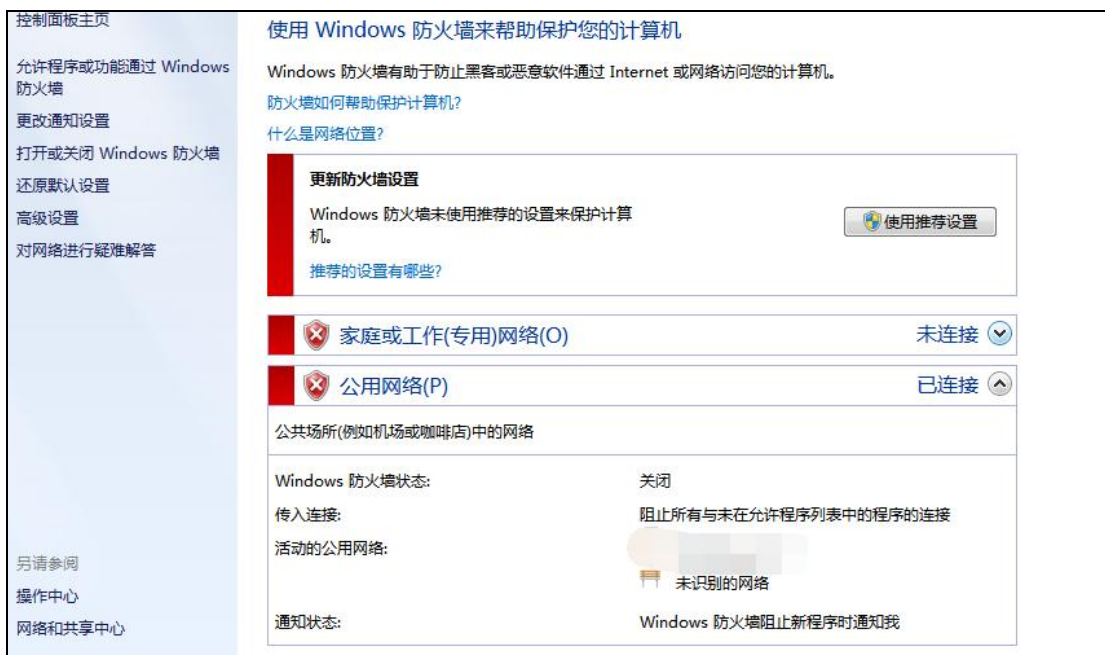 控制面板主页
允许程序或功能通过 Windows
防火墙
更改通知设置
打开或关闭 Windows 防火墙
还原默认设置
高级设置
对网络进行疑难解答
另请参阅
操作中心
网络和共享中心
使用 Windows 防火墙来帮助保护您的计算机
Windows 防火墙有助于防止黑客或恶意软件通过 Internet 或网络访问您的计算机。
防火墙如何帮助保护计算机?
什么是网络位置?
更新防火墙设置
Windows 防火墙未使用推荐的设置来保护计算
机。
使用推荐设置
推荐的设置有哪些?
家庭或工作(专用)网络(O) 未连接
公用网络(P) 已连接
公共场所(例如机场或咖啡店)中的网络
Windows 防火墙状态: 关闭
传入连接: 阻止所有与未在允许程序列表中的程序的连接
活动的公用网络:
未识别的网络
通知状态: Windows 防火墙阻止新程序时通知我